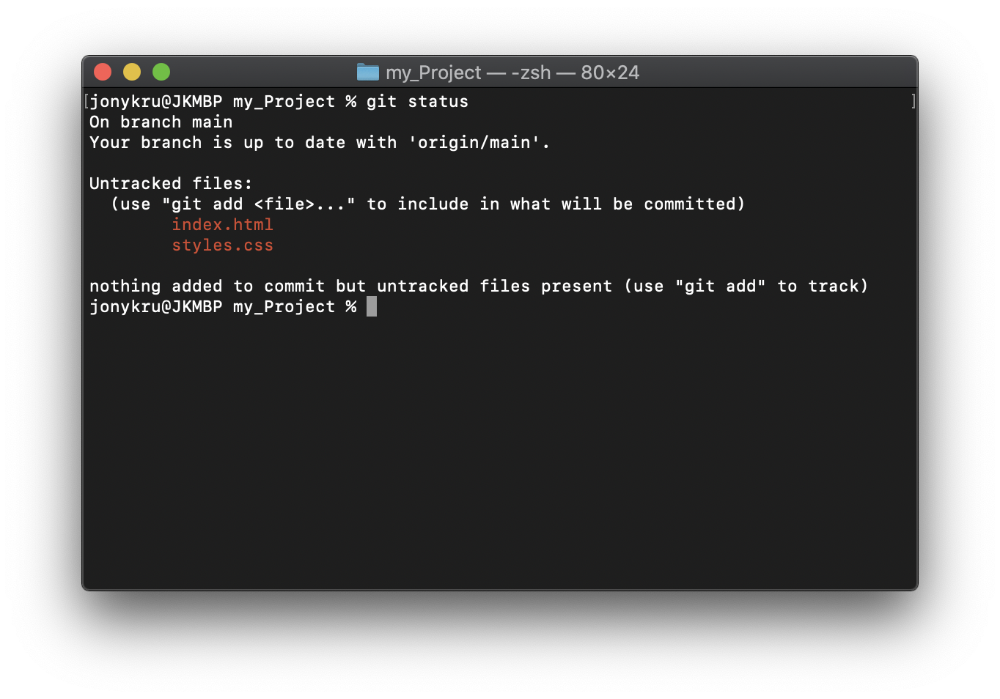 my_Project — -zsh — 80×24
[jonykru@JKMBP my_Project % git status ]
On branch main
Your branch is up to date with 'origin/main'.

Untracked files:
  (use "git add <file>..." to include in what will be committed)
        index.html
        styles.css

nothing added to commit but untracked files present (use "git add" to track)
jonykru@JKMBP my_Project %